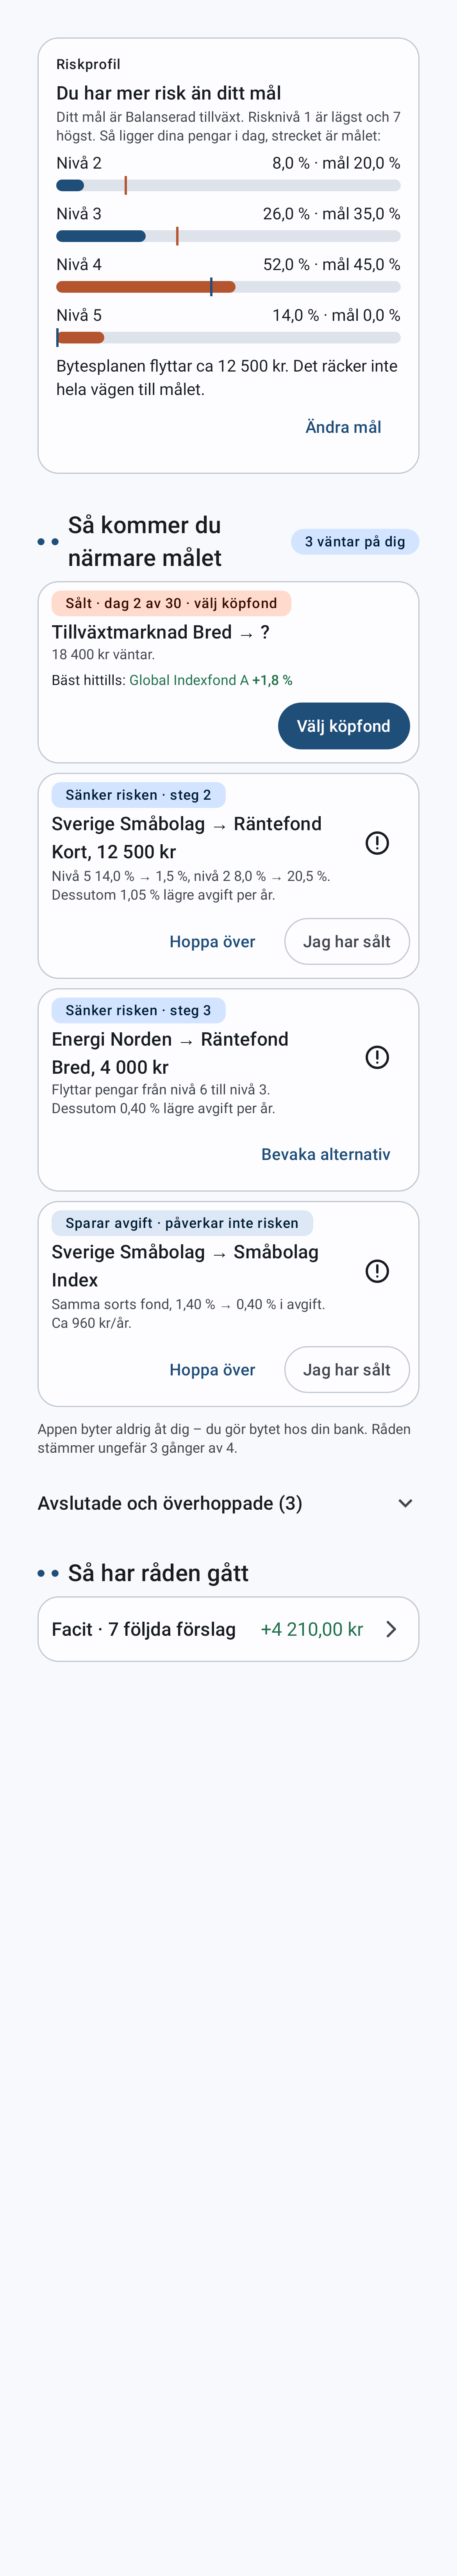 Riskprofil
Du har mer risk än ditt mål
Ditt mål är Balanserad tillväxt. Risknivå 1 är lägst och 7
högst. Så ligger dina pengar i dag, strecket är målet:
Nivå 2 8,0 % · mål 20,0 %
Nivå 3 26,0 % · mål 35,0 %
Nivå 4 52,0 % · mål 45,0 %
Nivå 5 14,0 % · mål 0,0 %
Bytesplanen flyttar ca 12 500 kr. Det räcker inte
hela vägen till målet.
Ändra mål
Så kommer du
närmare målet
3 väntar på dig
Sålt · dag 2 av 30 · välj köpfond
Tillväxtmarknad Bred → ?
18 400 kr väntar.
Bäst hittills: Global Indexfond A +1,8 %
Välj köpfond
Sänker risken · steg 2
Sverige Småbolag → Räntefond
Kort, 12 500 kr
Nivå 5 14,0 % → 1,5 %, nivå 2 8,0 % → 20,5 %.
Dessutom 1,05 % lägre avgift per år.
Hoppa över Jag har sålt
Sänker risken · steg 3
Energi Norden → Räntefond
Bred, 4 000 kr
Flyttar pengar från nivå 6 till nivå 3.
Dessutom 0,40 % lägre avgift per år.
Bevaka alternativ
Sparar avgift · påverkar inte risken
Sverige Småbolag → Småbolag
Index
Samma sorts fond, 1,40 % → 0,40 % i avgift.
Ca 960 kr/år.
Hoppa över Jag har sålt
Appen byter aldrig åt dig – du gör bytet hos din bank. Råden
stämmer ungefär 3 gånger av 4.
Avslutade och överhoppade (3)
Så har råden gått
Facit · 7 följda förslag +4 210,00 kr